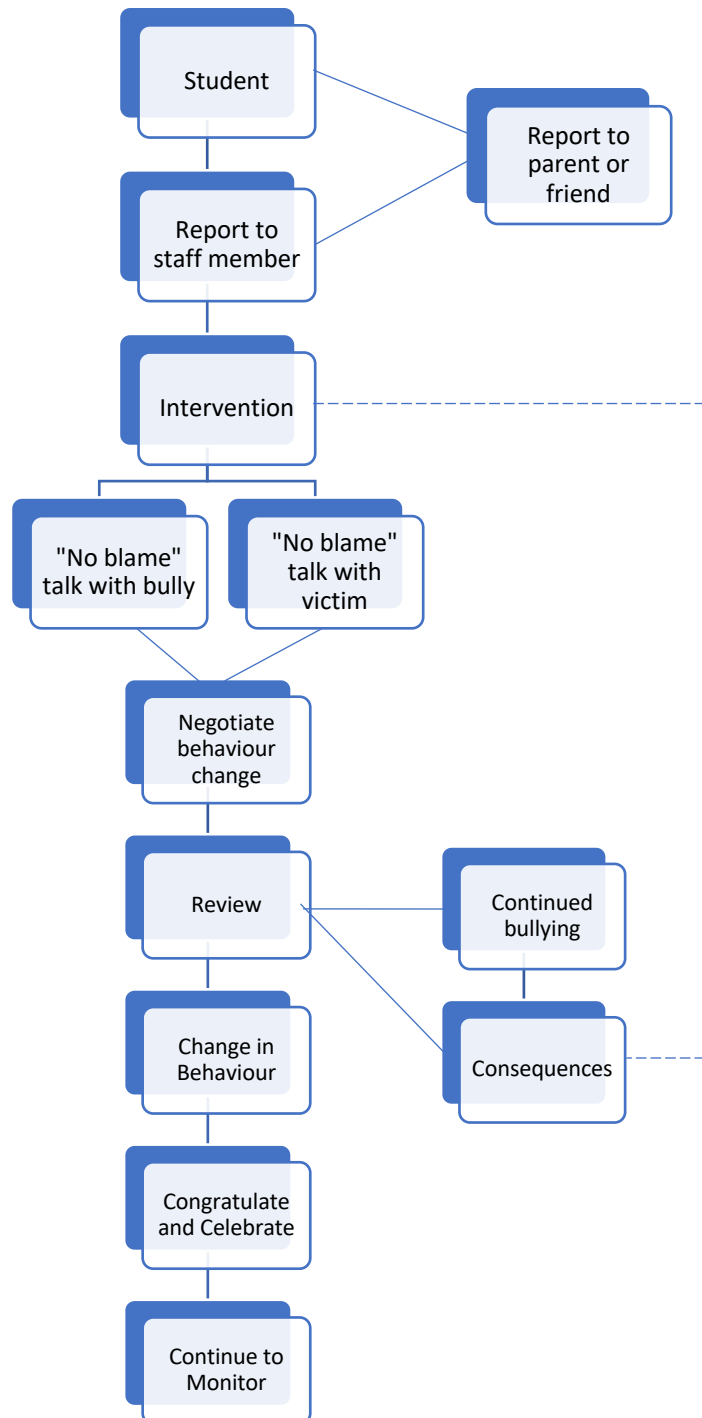 Student
Report to
parent or
friend
Report to
staff member
Intervention
"No blame"
talk with bully
"No blame"
talk with
victim
Negotiate
behaviour
change
Review
Continued
bullying
Change in
Behaviour
Consequences
Congratulate
and Celebrate
Continue to
Monitor